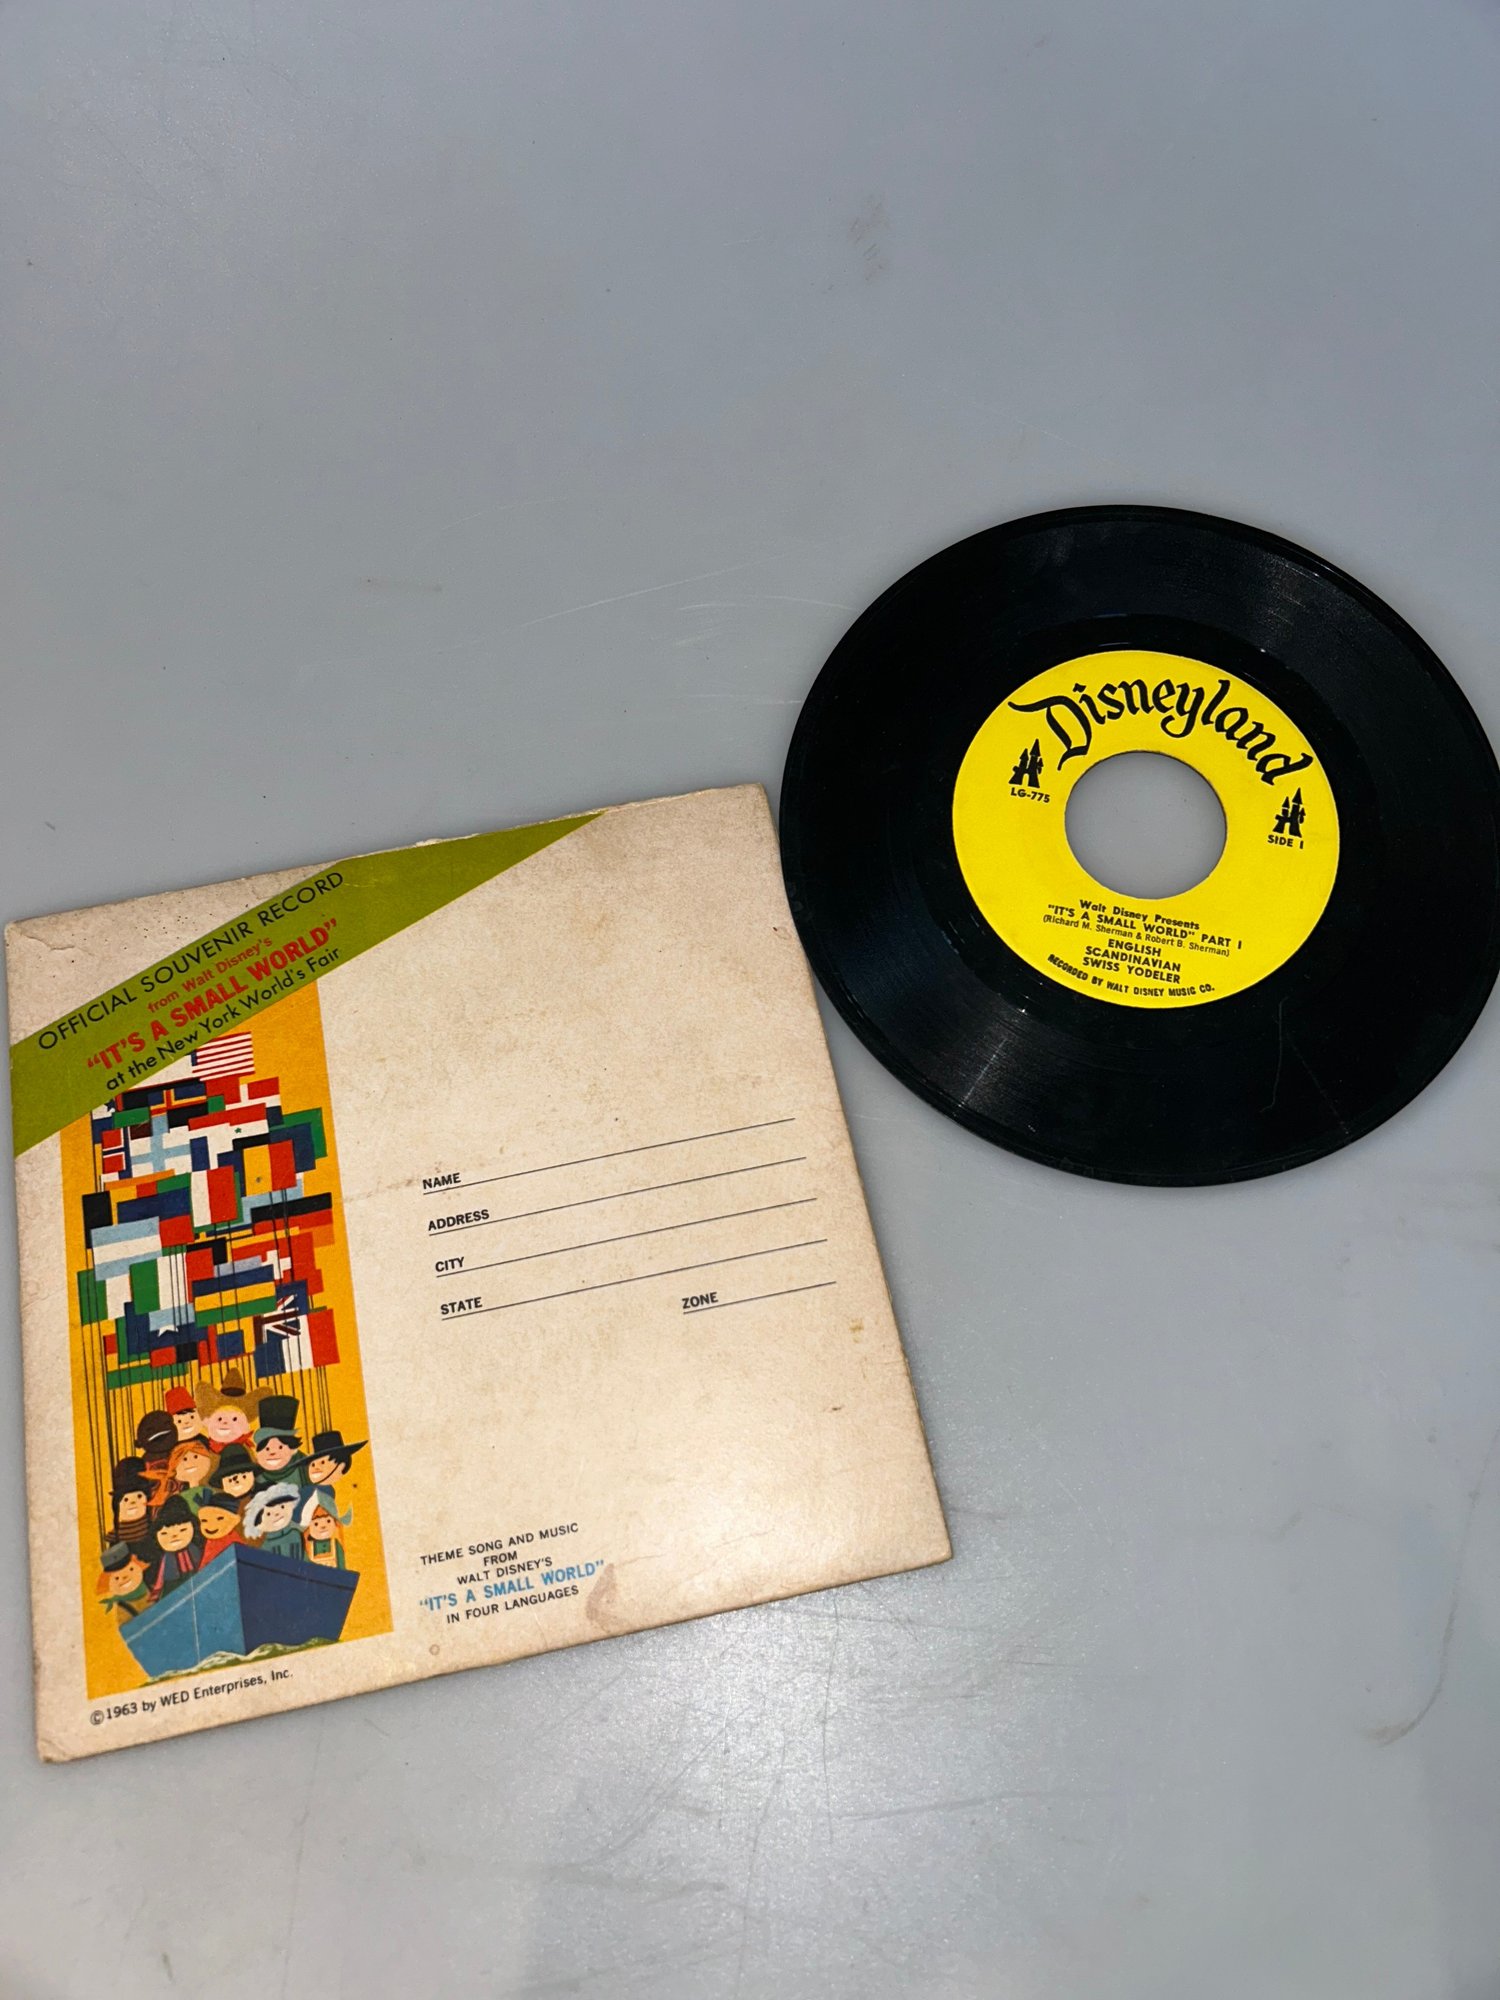 OFFICIAL SOUVENIR RECORD
from Walt Disney's
"IT'S A SMALL WORLD"
at the New York World's Fair
NAME
ADDRESS
CITY
STATE ZONE
THEME SONG AND MUSIC
FROM
WALT DISNEY'S
"IT'S A SMALL WORLD"
IN FOUR LANGUAGES
©1963 by WED Enterprises, Inc.
Disneyland
LG-775
SIDE 1
Walt Disney Presents
"IT'S A SMALL WORLD" PART 1
(Richard M. Sherman & Robert B. Sherman)
ENGLISH
SCANDINAVIAN
SWISS YODELER
RECORDED BY WALT DISNEY MUSIC CO.